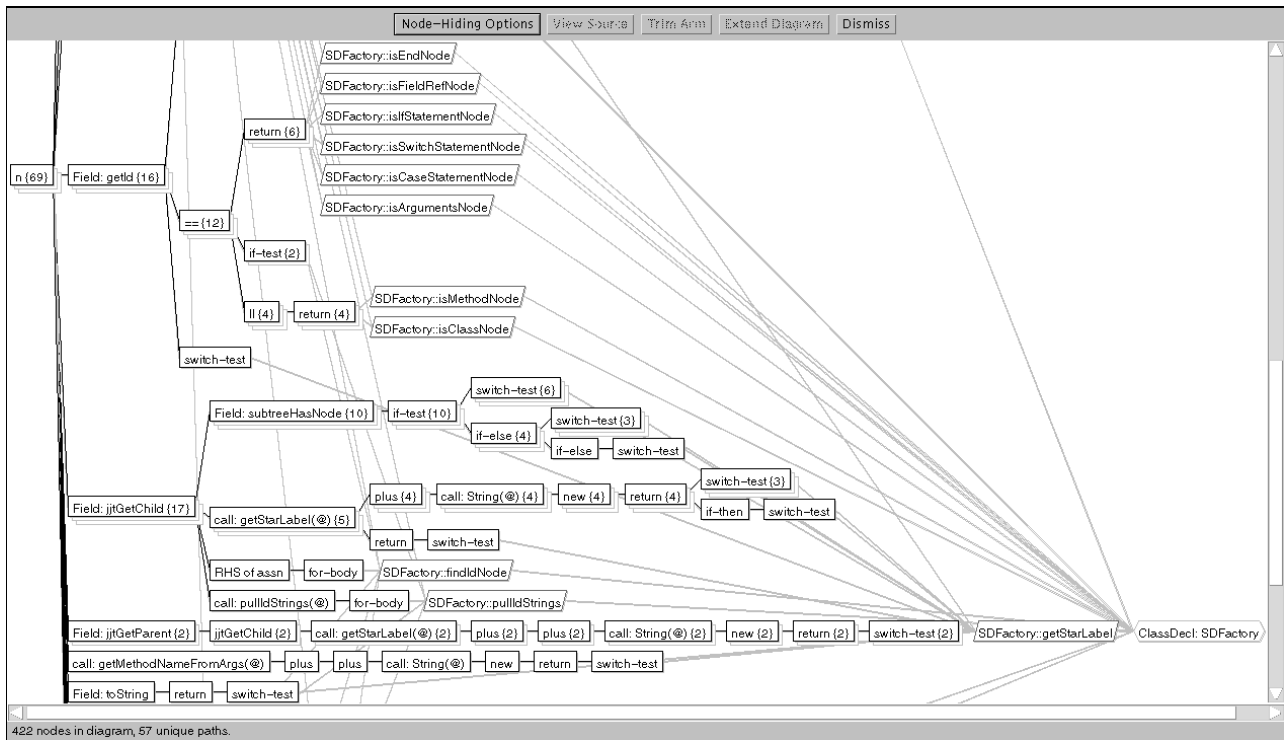 Node-Hiding Options View Source Trim Arm Extend Diagram Dismiss
SDFactory::isEndNode
SDFactory::isFieldRefNode
SDFactory::isIfStatementNode
return {6}
SDFactory::isSwitchStatementNode
n {69} Field: getId {16} SDFactory::isCaseStatementNode
SDFactory::isArgumentsNode
== {12}
if-test {2}
SDFactory::isMethodNode
|| {4} return {4}
SDFactory::isClassNode
switch-test
switch-test {6}
Field: subtreeHasNode {10} if-test {10}
switch-test {3}
if-else {4}
if-else switch-test
switch-test {3}
plus {4} call: String(@) {4} new {4} return {4}
Field: jjtGetChild {17} if-then switch-test
call: getStarLabel(@) {5}
return switch-test
RHS of assn for-body SDFactory::findIdNode
call: pullIdStrings(@) for-body SDFactory::pullIdStrings
Field: jjtGetParent {2} jjtGetChild {2} call: getStarLabel(@) {2} plus {2} plus {2} call: String(@) {2} new {2} return {2} switch-test {2} SDFactory::getStarLabel ClassDecl: SDFactory
call: getMethodNameFromArgs(@) plus plus call: String(@) new return switch-test
Field: toString return switch-test
422 nodes in diagram, 57 unique paths.